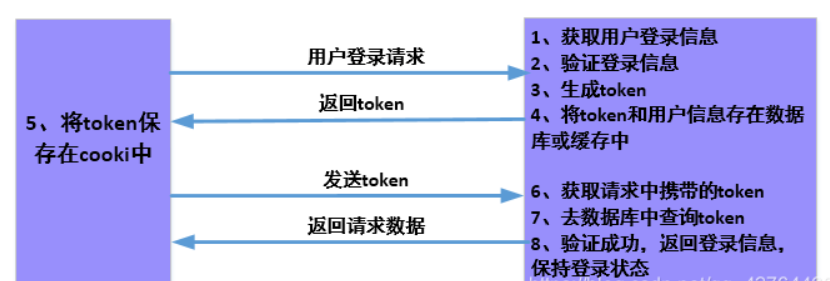 用户登录请求
返回token
5、将token保
存在cooki中
发送token
返回请求数据
1、获取用户登录信息
2、验证登录信息
3、生成token
4、将token和用户信息存在数据
库或缓存中
6、获取请求中携带的token
7、去数据库中查询token
8、验证成功，返回登录信息，
保持登录状态